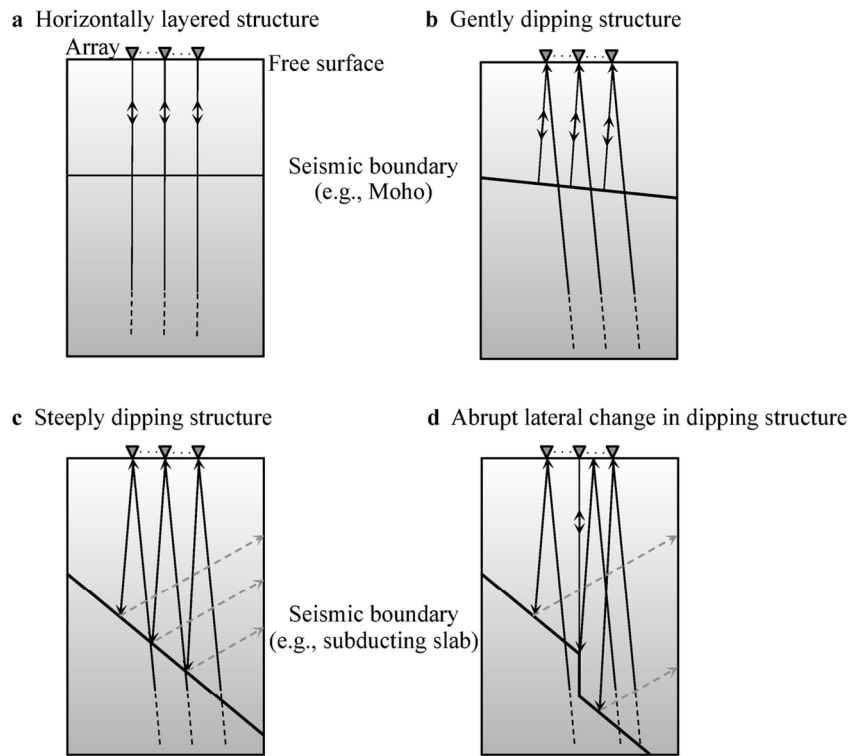 a Horizontally layered structure
Array
Free surface
b Gently dipping structure
Seismic boundary
(e.g., Moho)
c Steeply dipping structure
d Abrupt lateral change in dipping structure
Seismic boundary
(e.g., subducting slab)